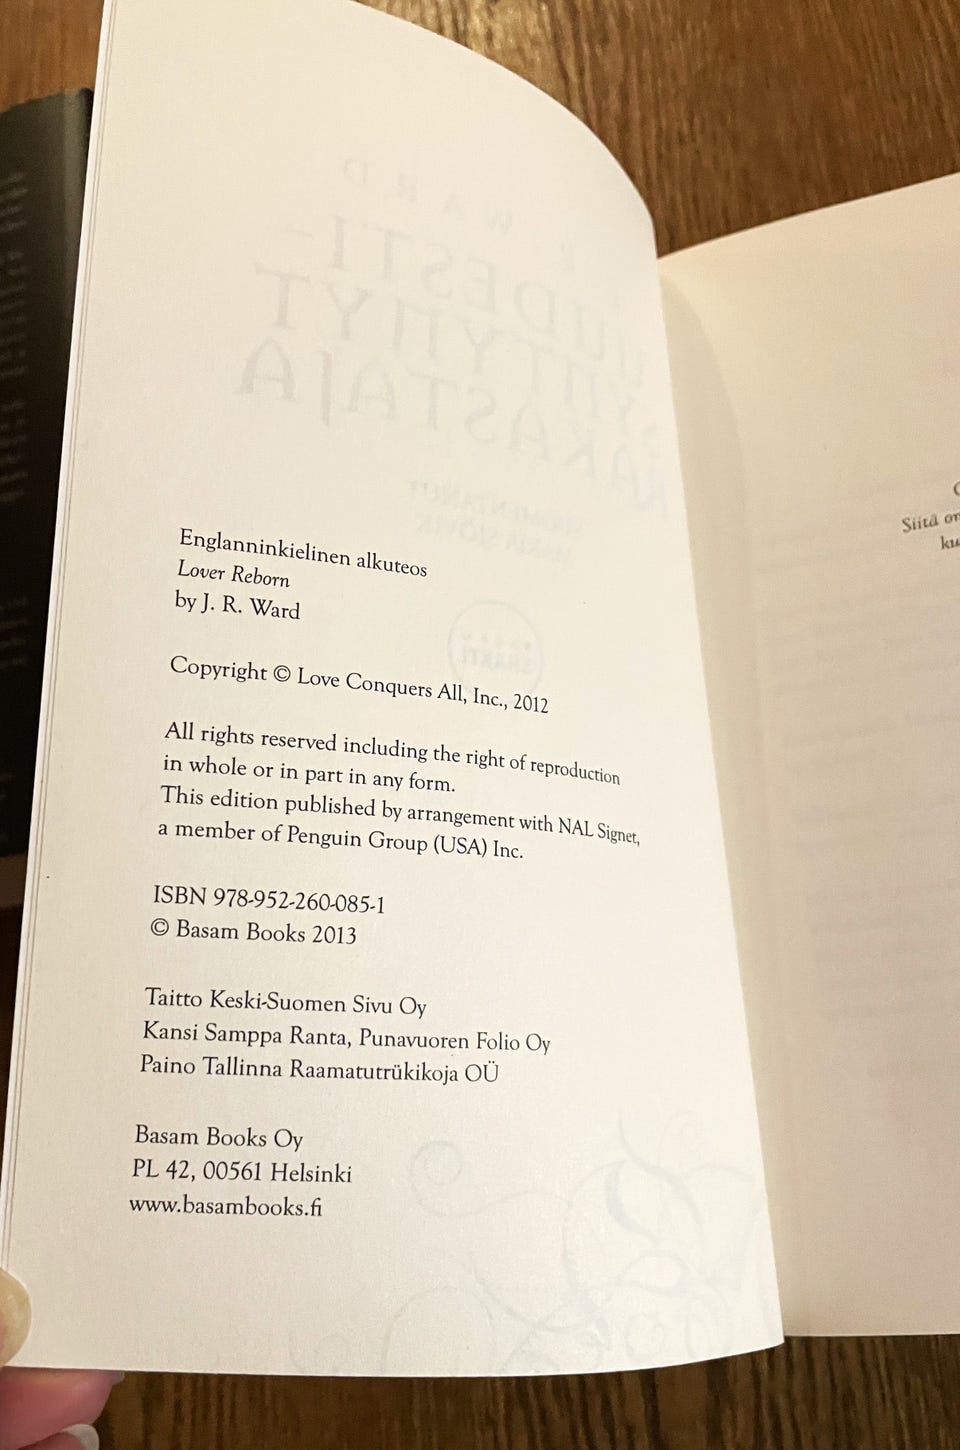 Englanninkielinen alkuteos
Lover Reborn
by J. R. Ward
Copyright © Love Conquers All, Inc., 2012
All rights reserved including the right of reproduction
in whole or in part in any form.
This edition published by arrangement with NAL Signet,
a member of Penguin Group (USA) Inc.
ISBN 978-952-260-085-1
© Basam Books 2013
Taitto Keski-Suomen Sivu Oy
Kansi Samppa Ranta, Punavuoren Folio Oy
Paino Tallinna Raamatutrükikoja OÜ
Basam Books Oy
PL 42, 00561 Helsinki
www.basambooks.fi
Siitä